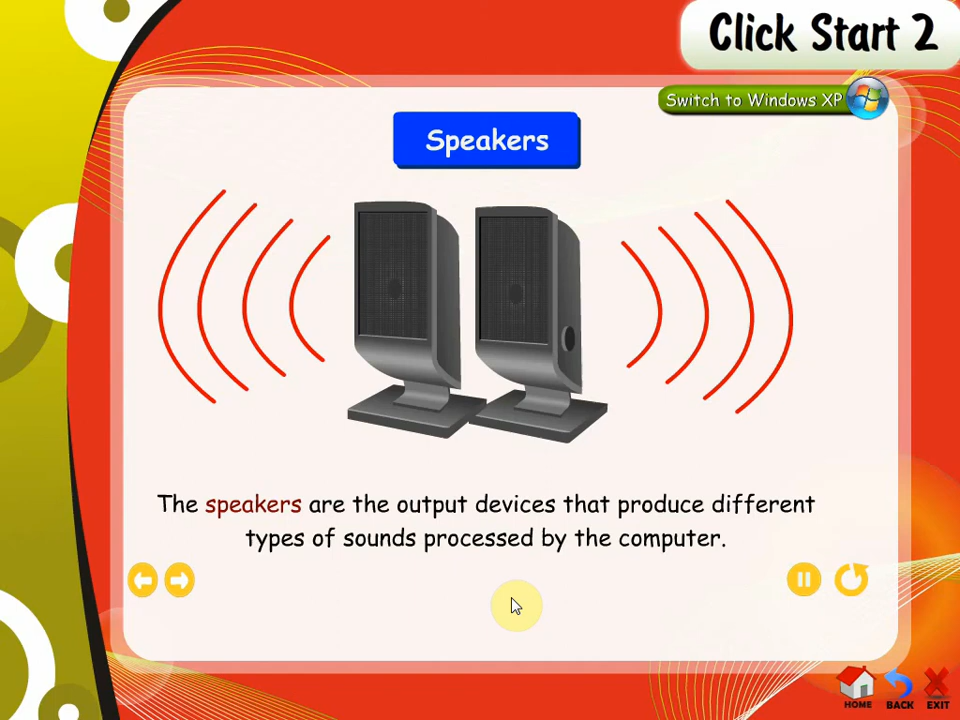 Click Start 2
Switch to Windows XP
Speakers
The speakers are the output devices that produce different
types of sounds processed by the computer.
HOME BACK EXIT